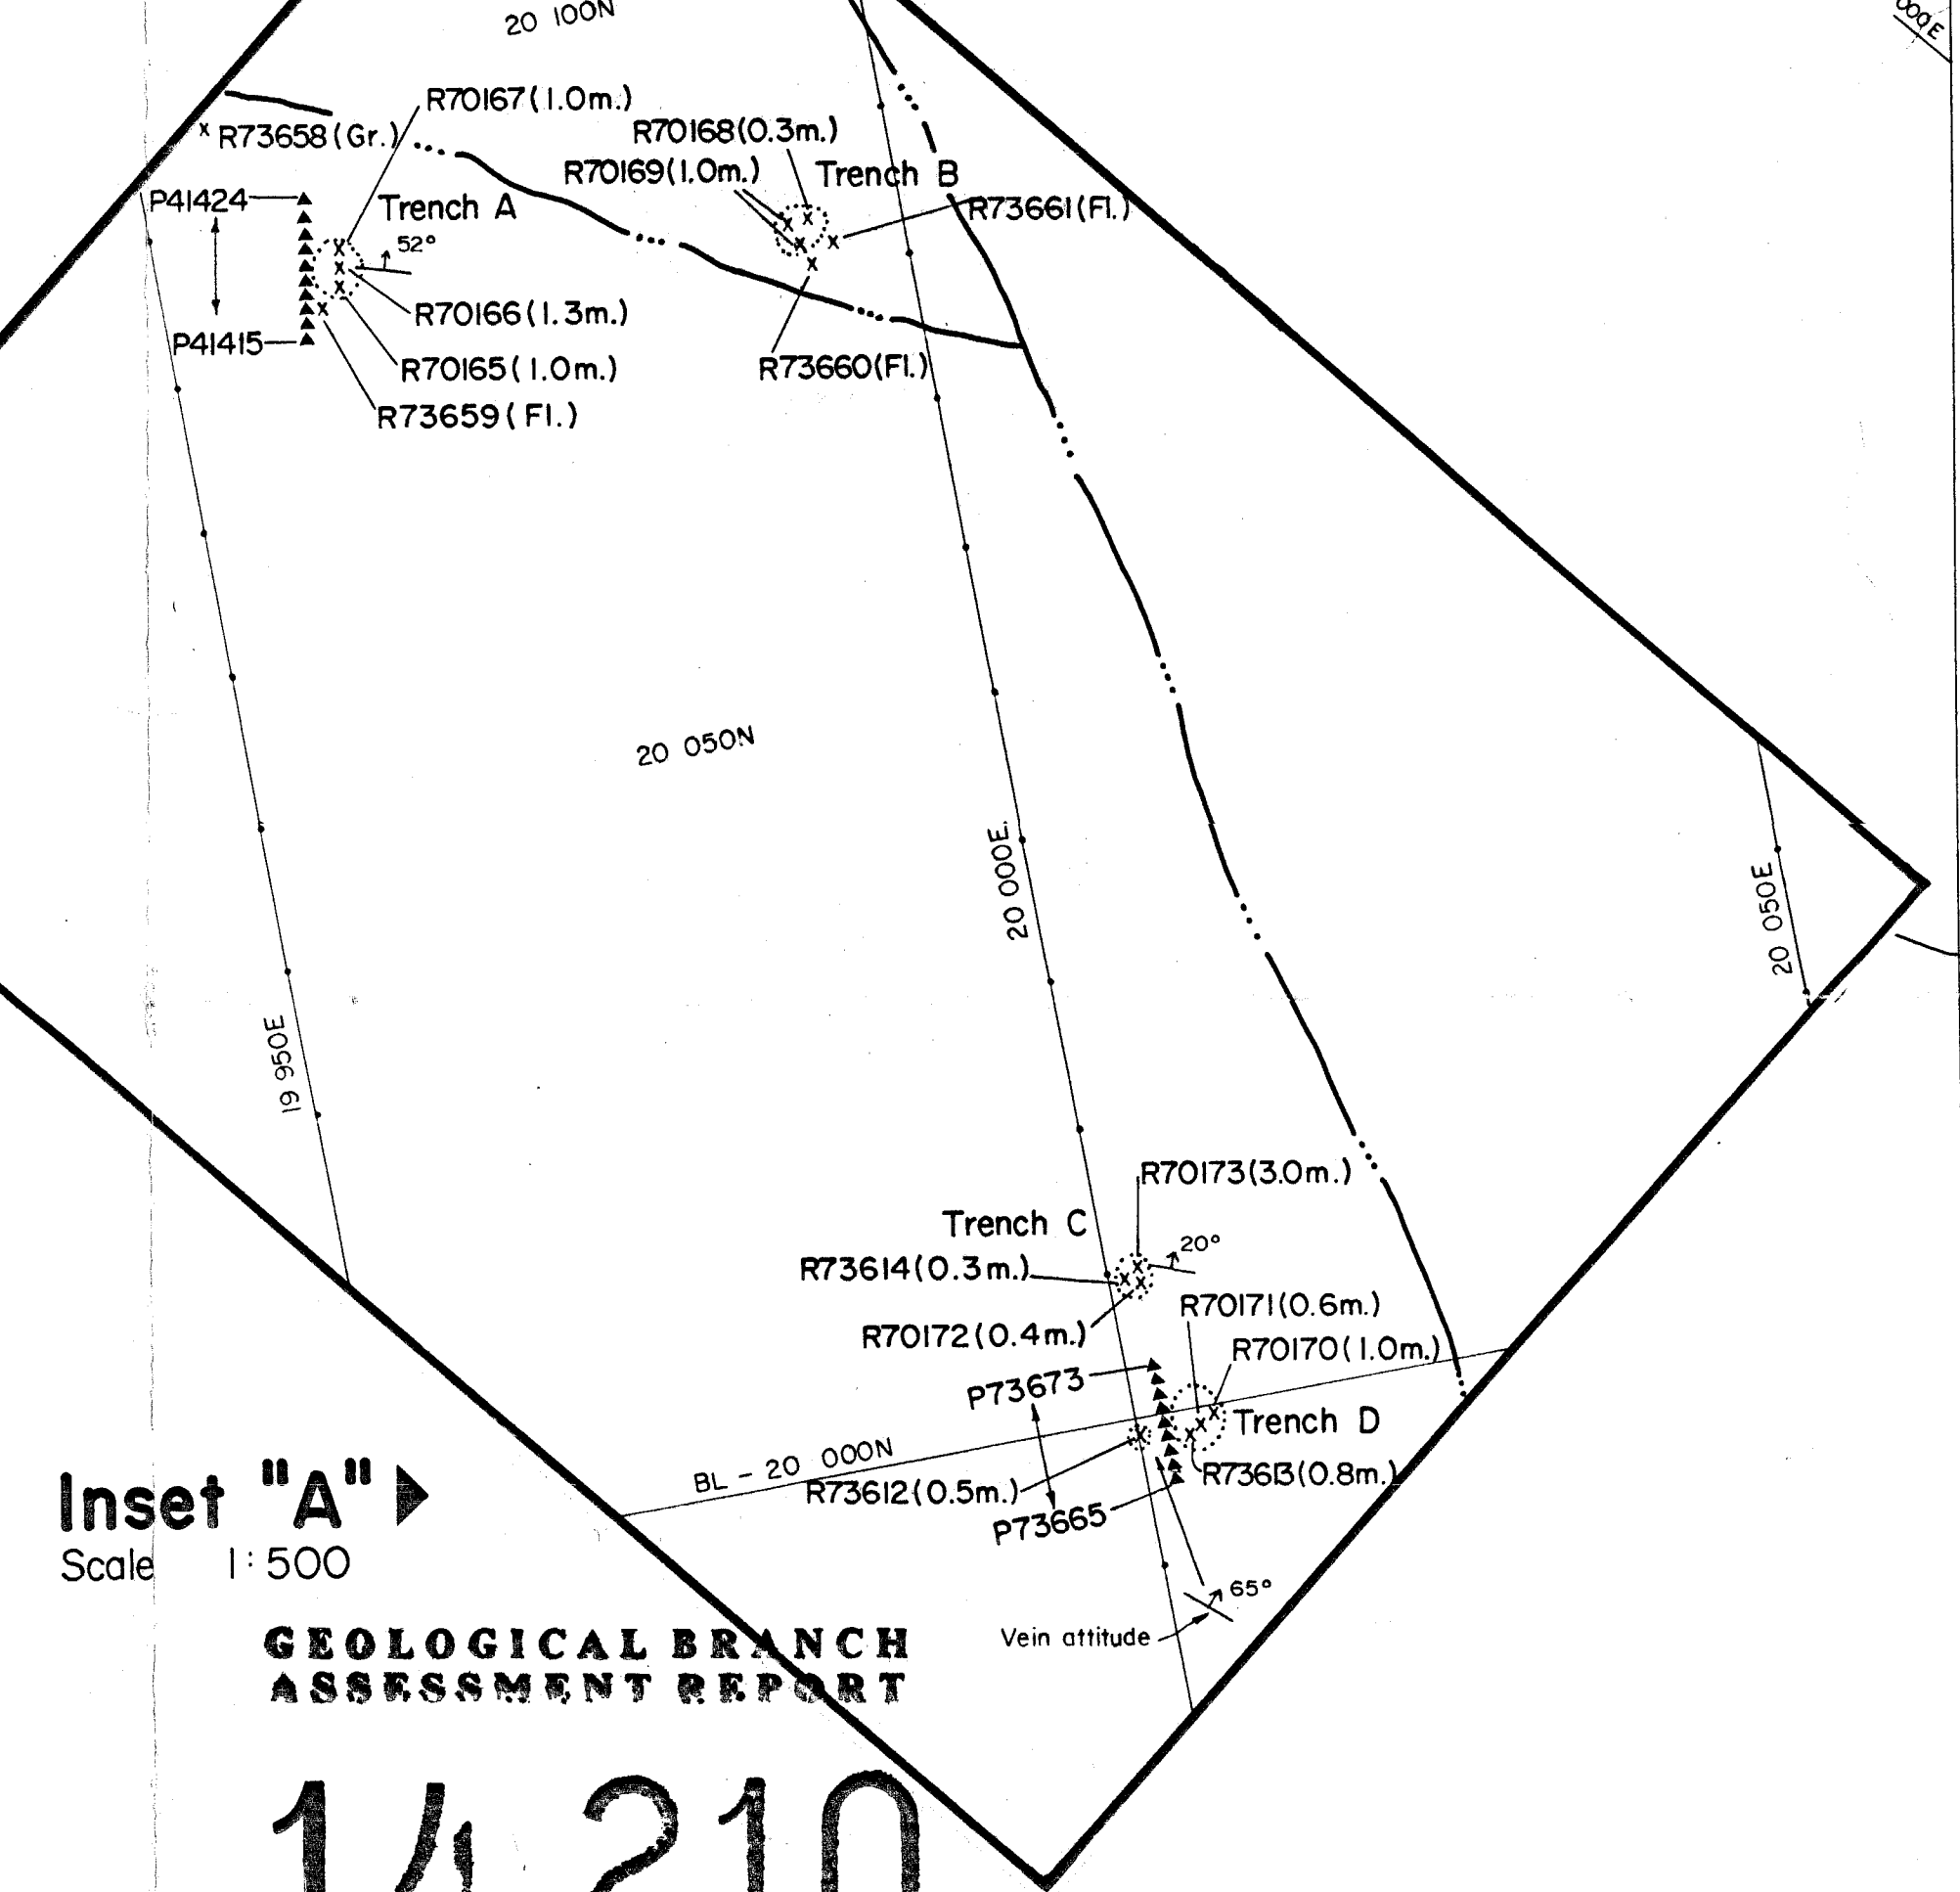 20 100N
000E
R70167(1.0m.)
R73658(Gr.)
R70168(0.3m.)
R70169(1.0m.)
Trench B
P41424
Trench A
R73661(Fl.)
52°
R70166(1.3m.)
P41415
R70165(1.0m.)
R73660(Fl.)
R73659(Fl.)
20 050N
20 000E.
20 050E
19 950E
R70173(3.0m.)
Trench C
20°
R73614(0.3m.)
R70171(0.6m.)
R70172(0.4m.)
R70170(1.0m.)
P73673
Trench D
BL - 20 000N
R73613(0.8m.)
R73612(0.5m.)
P73665
Inset "A"
Scale 1:500
65°
Vein attitude
GEOLOGICAL BRANCH
ASSESSMENT REPORT
14,210